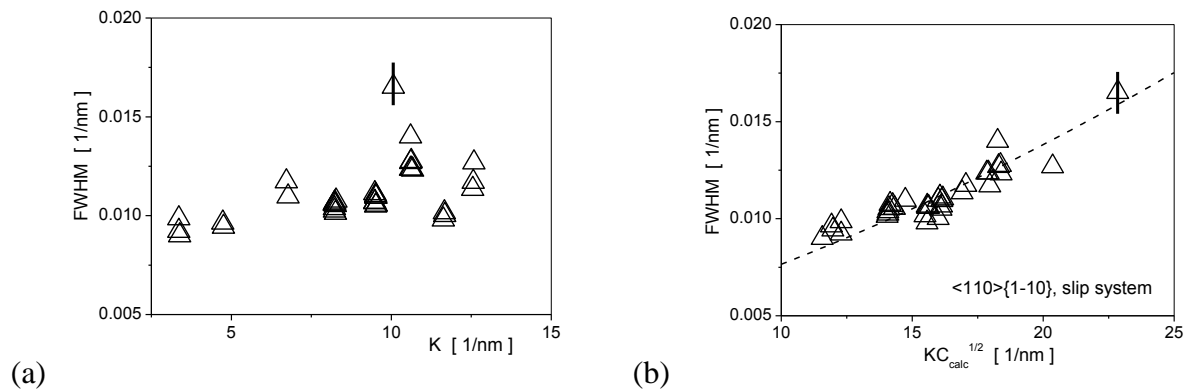 0.020
0.015
0.010
0.005
FWHM [ 1/nm ]
5
10
15
K [ 1/nm ]
(a)
0.020
0.015
0.010
0.005
FWHM [ 1/nm ]
<110>{1-10}, slip system
10
15
20
25
KC_calc^1/2 [ 1/nm ]
(b)